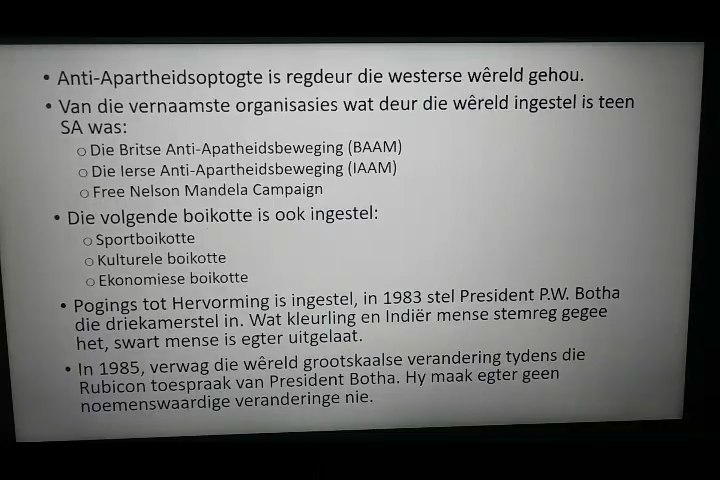 • Anti-Apartheidsoptogte is regdeur die westerse wêreld gehou.
• Van die vernaamste organisasies wat deur die wêreld ingestel is teen
SA was:
o Die Britse Anti-Apatheidsbeweging (BAAM)
o Die Ierse Anti-Apartheidsbeweging (IAAM)
o Free Nelson Mandela Campaign
• Die volgende boikotte is ook ingestel:
o Sportboikotte
o Kulturele boikotte
o Ekonomiese boikotte
• Pogings tot Hervorming is ingestel, in 1983 stel President P.W. Botha
die driekamerstel in. Wat kleurling en Indiër mense stemreg gegee
het, swart mense is egter uitgelaat.
• In 1985, verwag die wêreld grootskaalse verandering tydens die
Rubicon toespraak van President Botha. Hy maak egter geen
noemenswaardige veranderinge nie.